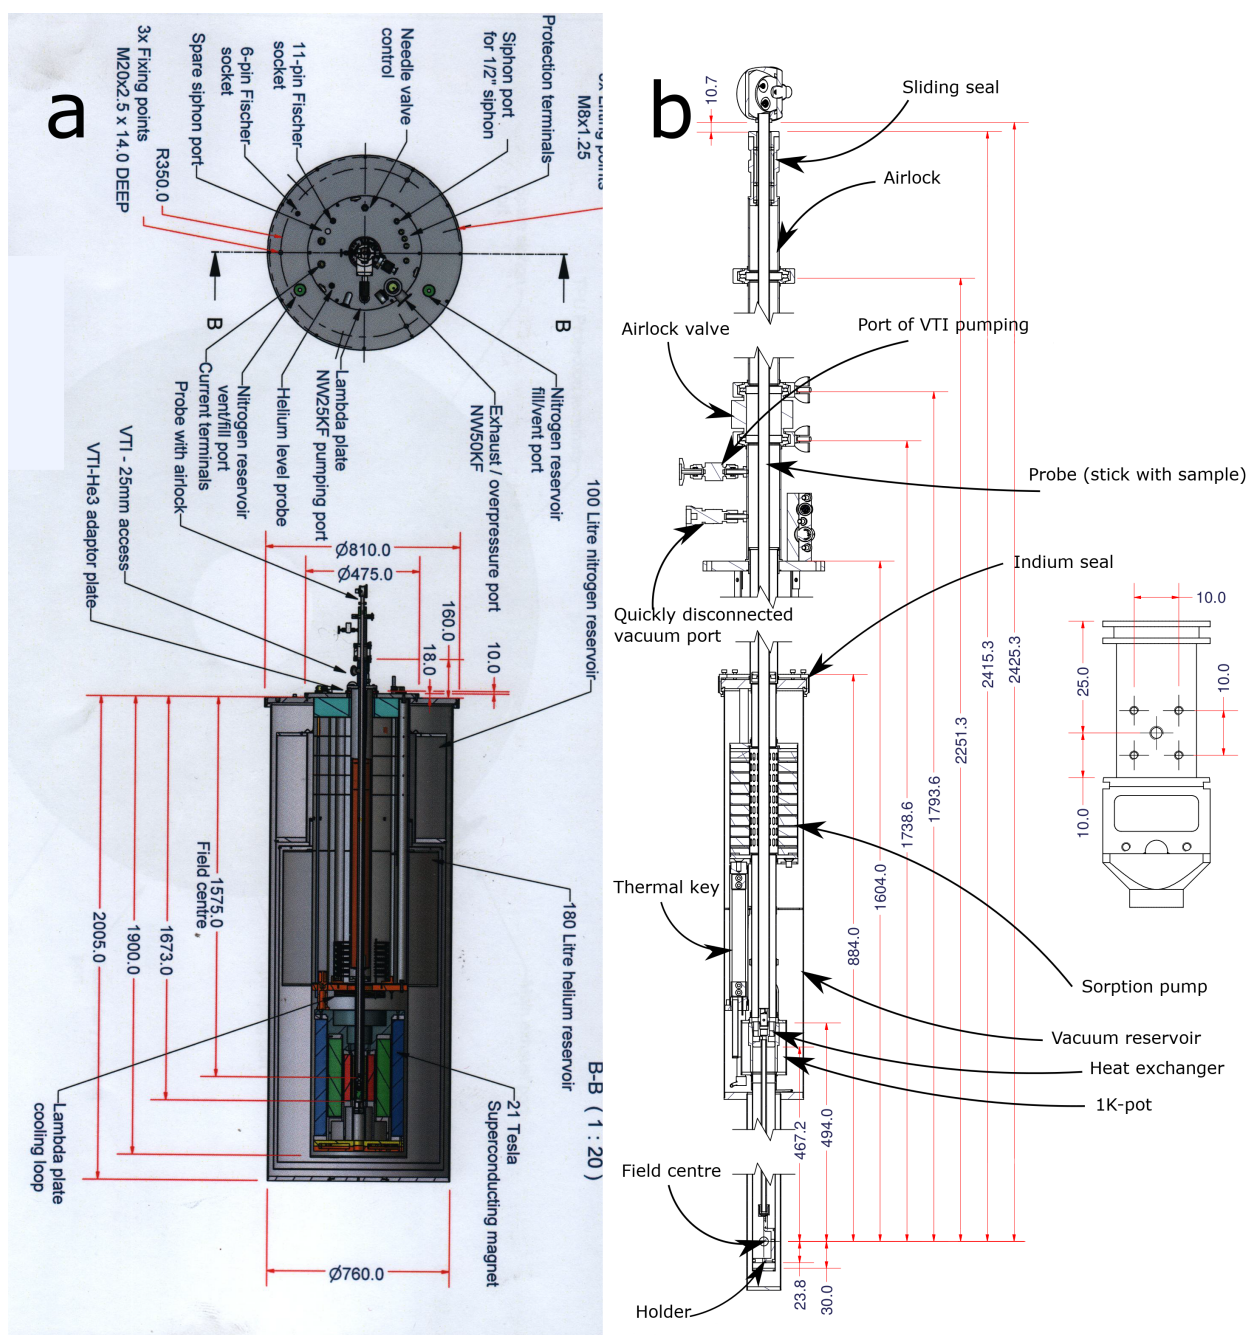 a
3x Fixing points
M20x2.5 x 14.0 DEEP
R350.0
Spare siphon port
6-pin Fischer
socket
11-pin Fischer
socket
Needle valve
control
Siphon port
for 1/2" siphon
Protection terminals
M8x1.25
B
B
Nitrogen reservoir
fill/vent port
Exhaust / overpressure port
NW50KF
Lambda plate
NW25KF pumping port
Helium level probe
Nitrogen reservoir
vent/fill port
Current terminals
Probe with airlock
VTI - 25mm access
VTI-He3 adaptor plate
100 Litre nitrogen reservoir
Ø810.0
Ø475.0
160.0
18.0
10.0
1575.0
Field centre
1673.0
1900.0
2005.0
180 Litre helium reservoir
B-B ( 1 : 20 )
21 Tesla
Superconducting magnet
Lambda plate
cooling loop
Ø760.0
b
10.7
Sliding seal
Airlock
Airlock valve
Port of VTI pumping
Probe (stick with sample)
Indium seal
Quickly disconnected
vacuum port
Thermal key
Sorption pump
Vacuum reservoir
Heat exchanger
1K-pot
Field centre
Holder
2425.3
2415.3
2251.3
1793.6
1738.6
1604.0
884.0
494.0
467.2
23.8
30.0
10.0
25.0
10.0
10.0